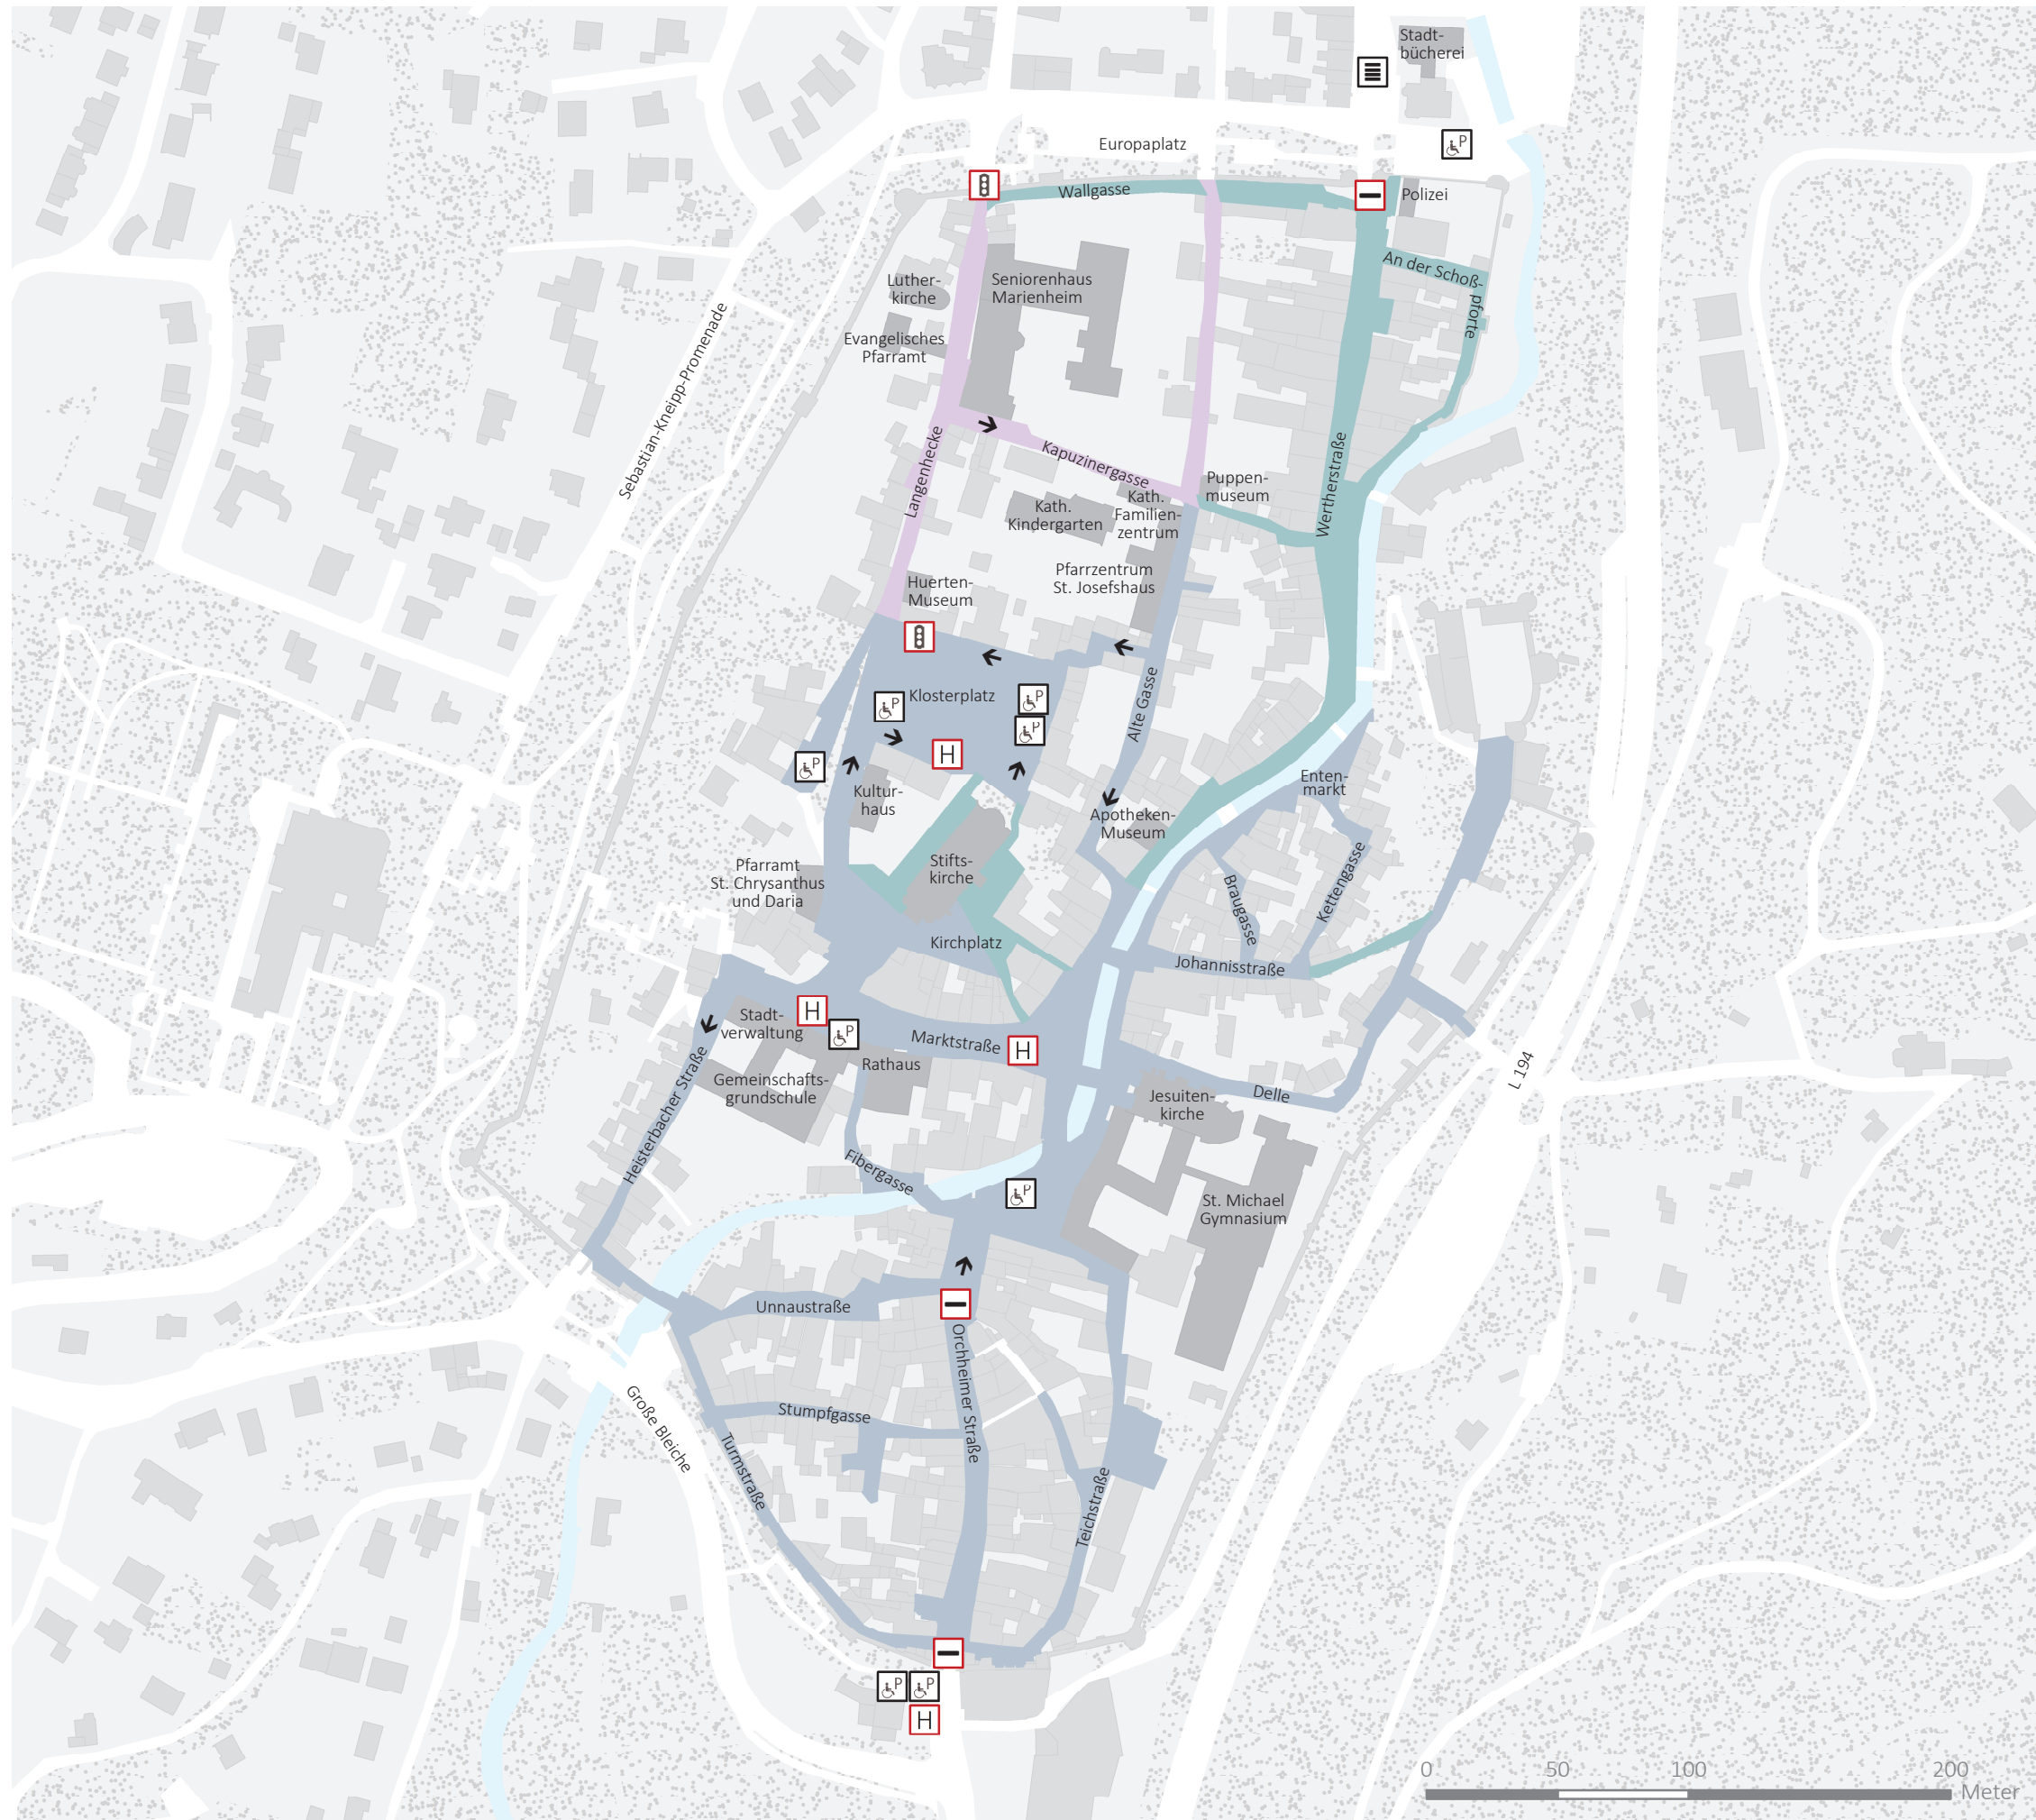 Stadt-
bücherei
P
Europaplatz
Wallgasse
Polizei
An der Schoß-
pforte
Luther-
kirche
Seniorenhaus
Marienheim
Evangelisches
Pfarramt
Sebastian-Kneipp-Promenade
Langenhecke
Kapuzinergasse
Wertherstraße
Puppen-
museum
Kath.
Kindergarten
Kath.
Familien-
zentrum
Pfarrzentrum
St. Josefshaus
Huerten-
Museum
Klosterplatz
P
P
P
P
H
Alte Gasse
Kultur-
haus
Enten-
markt
Apotheken-
Museum
Pfarramt
St. Chrysanthus
und Daria
Stifts-
kirche
Braugasse
Kettengasse
Kirchplatz
Johannisstraße
H
Stadt-
verwaltung
P
Marktstraße
H
Rathaus
Gemeinschafts-
grundschule
Heisterbacher Straße
Jesuiten-
kirche
Delle
L 194
Fibergasse
P
St. Michael
Gymnasium
Unnaustraße
Orchheimer Straße
Große Bleiche
Stumpfgasse
Turmstraße
Teichstraße
P
P
H
0
50
100
200
Meter